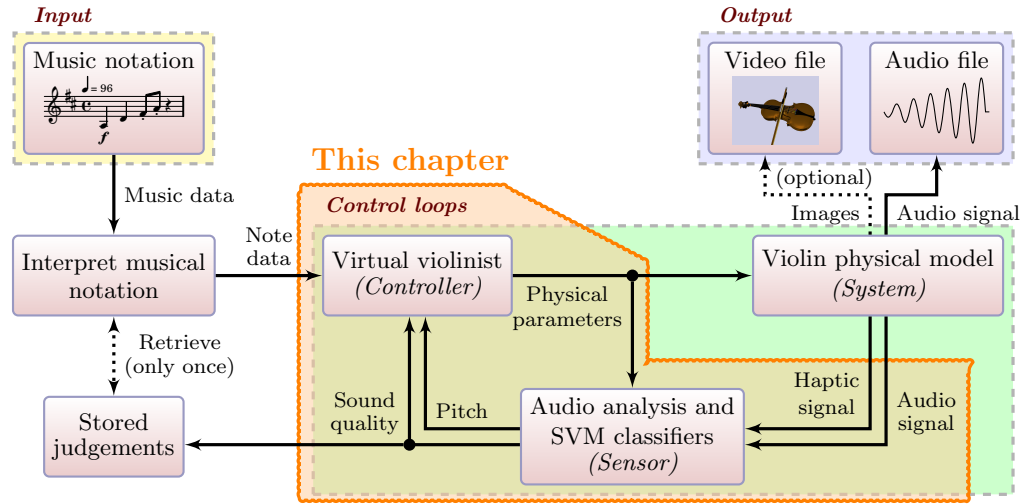 Input
Music notation
= 96
f
Music data
Interpret musical
notation
Retrieve
(only once)
Stored
judgements
Output
Video file
Audio file
(optional)
Images
Audio signal
This chapter
Control loops
Note
data
Virtual violinist
(Controller)
Physical
parameters
Violin physical model
(System)
Sound
quality
Pitch
Audio analysis and
SVM classifiers
(Sensor)
Haptic
signal
Audio
signal